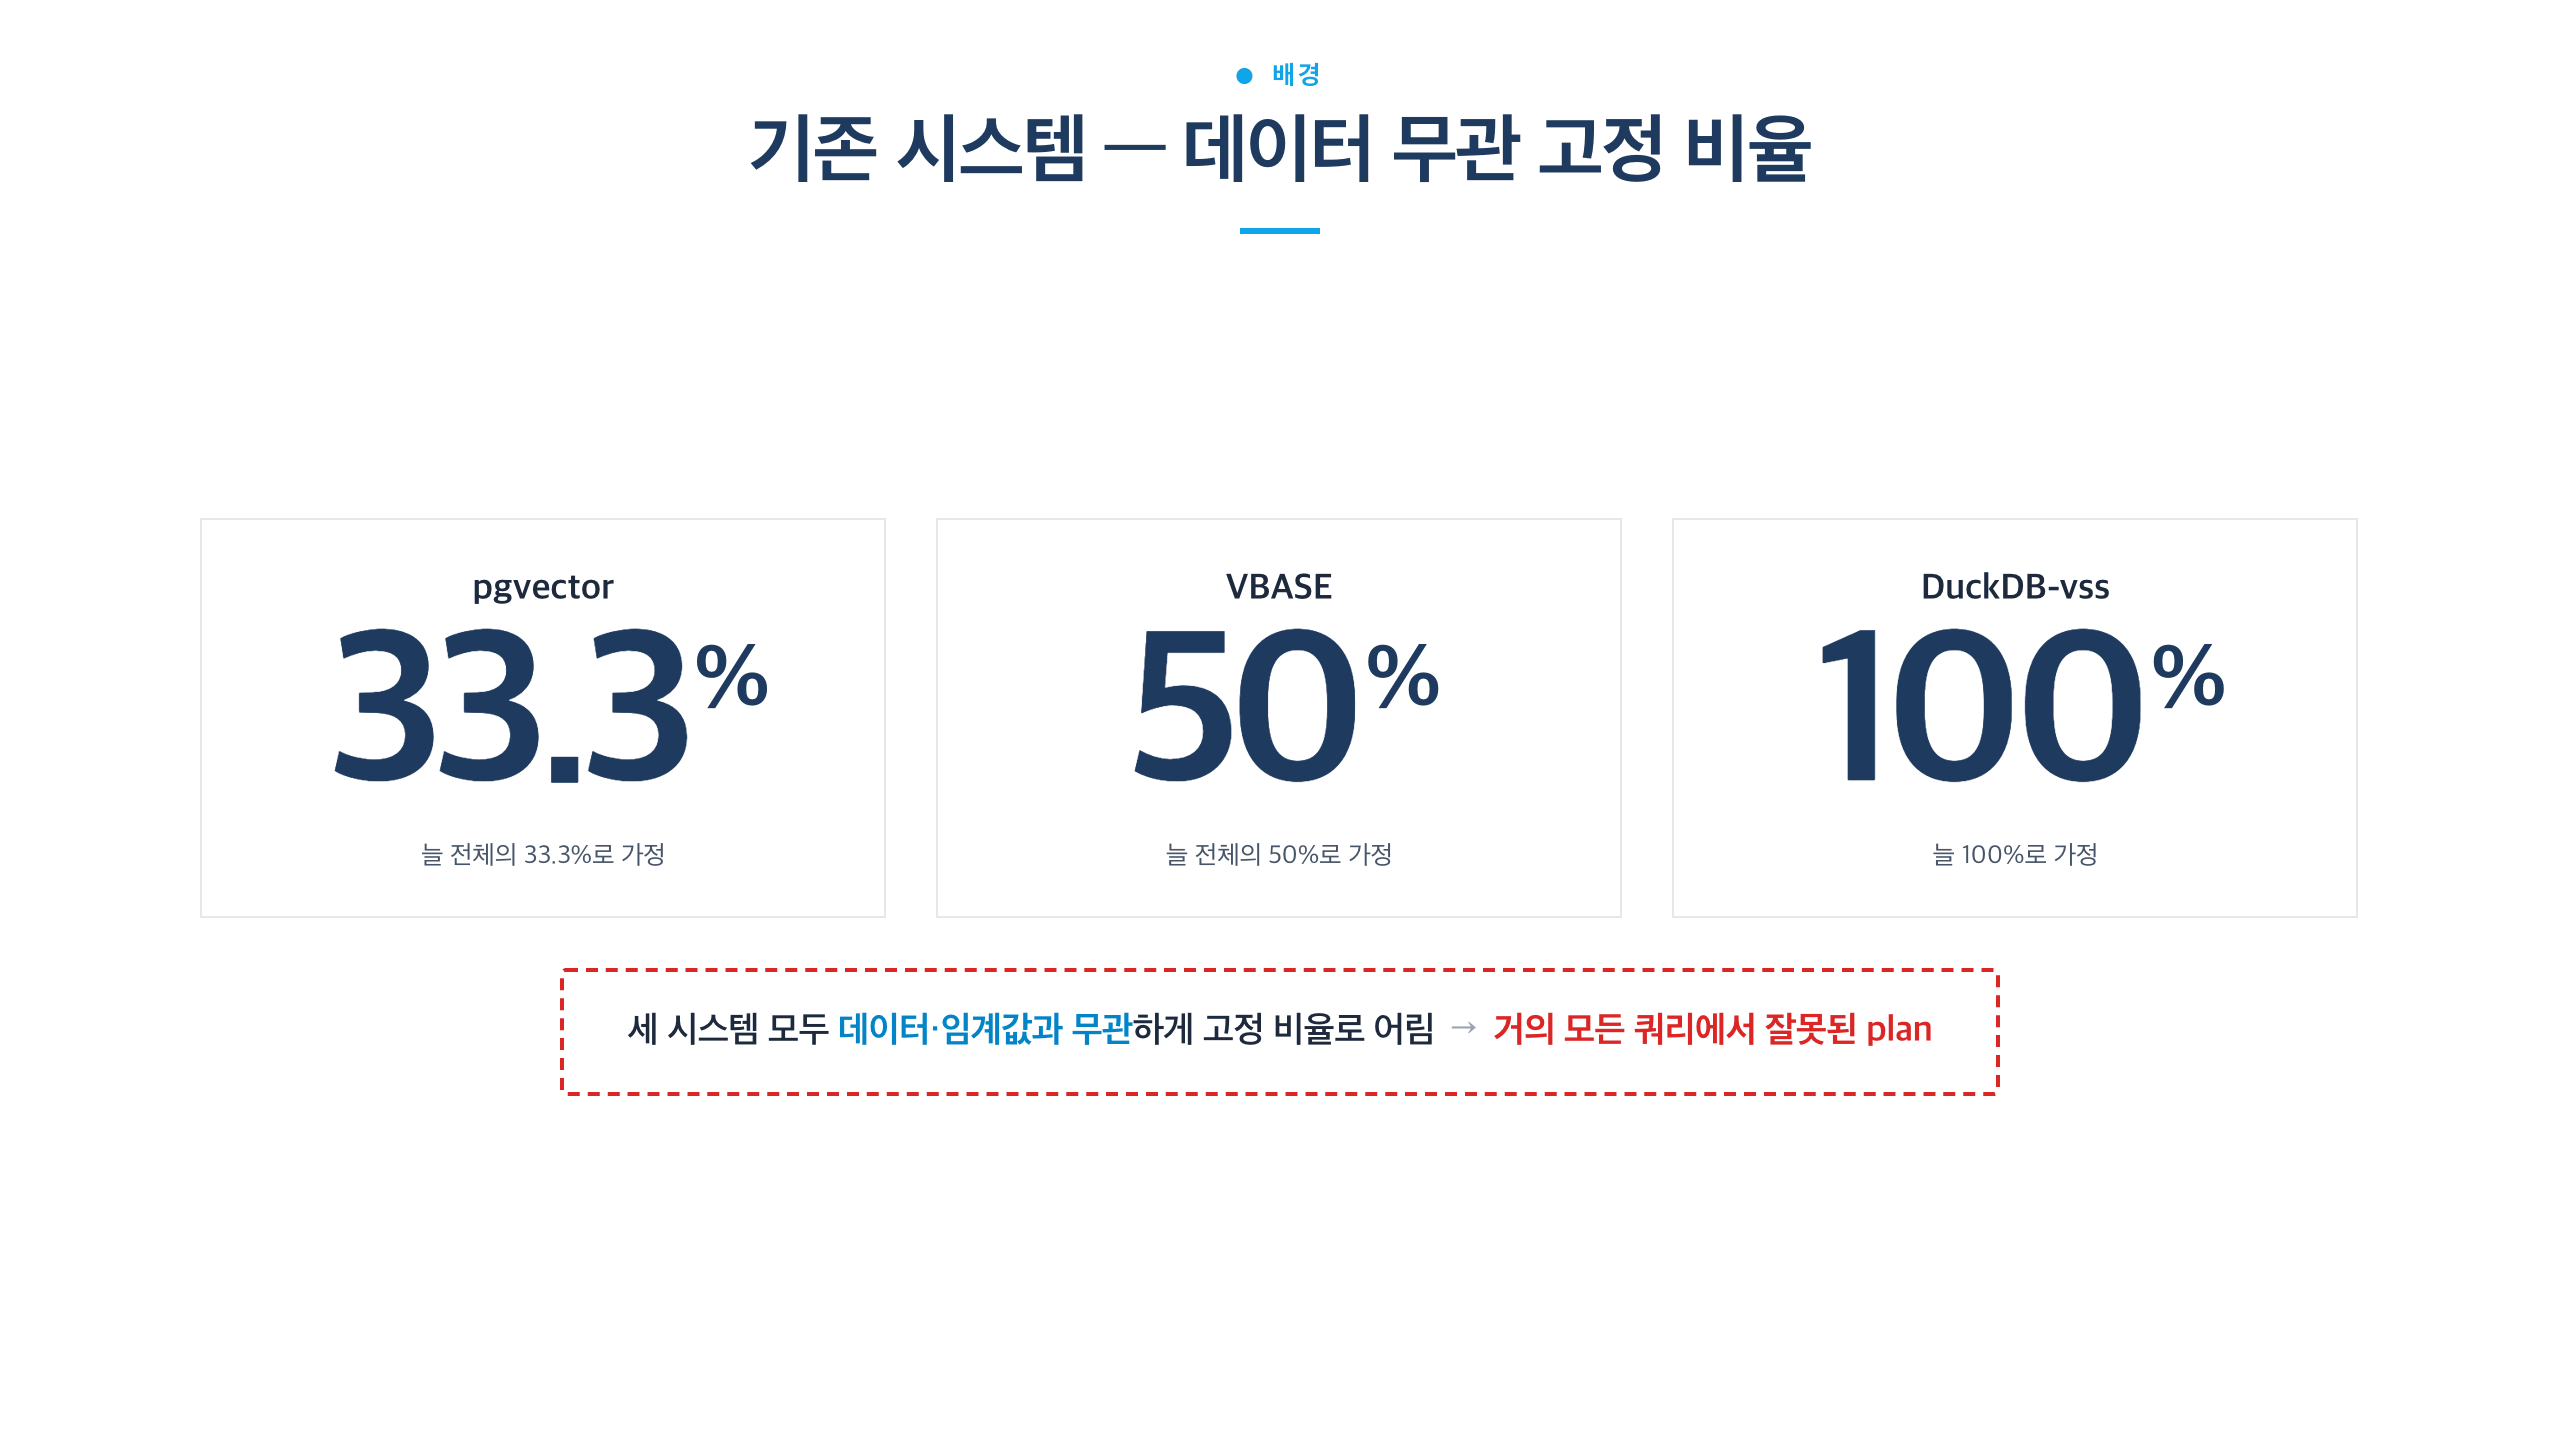 ● 배경
기존 시스템 — 데이터 무관 고정 비율
pgvector
33.3%
늘 전체의 33.3%로 가정
VBASE
50%
늘 전체의 50%로 가정
DuckDB-vss
100%
늘 100%로 가정
세 시스템 모두 데이터·임계값과 무관하게 고정 비율로 어림 → 거의 모든 쿼리에서 잘못된 plan